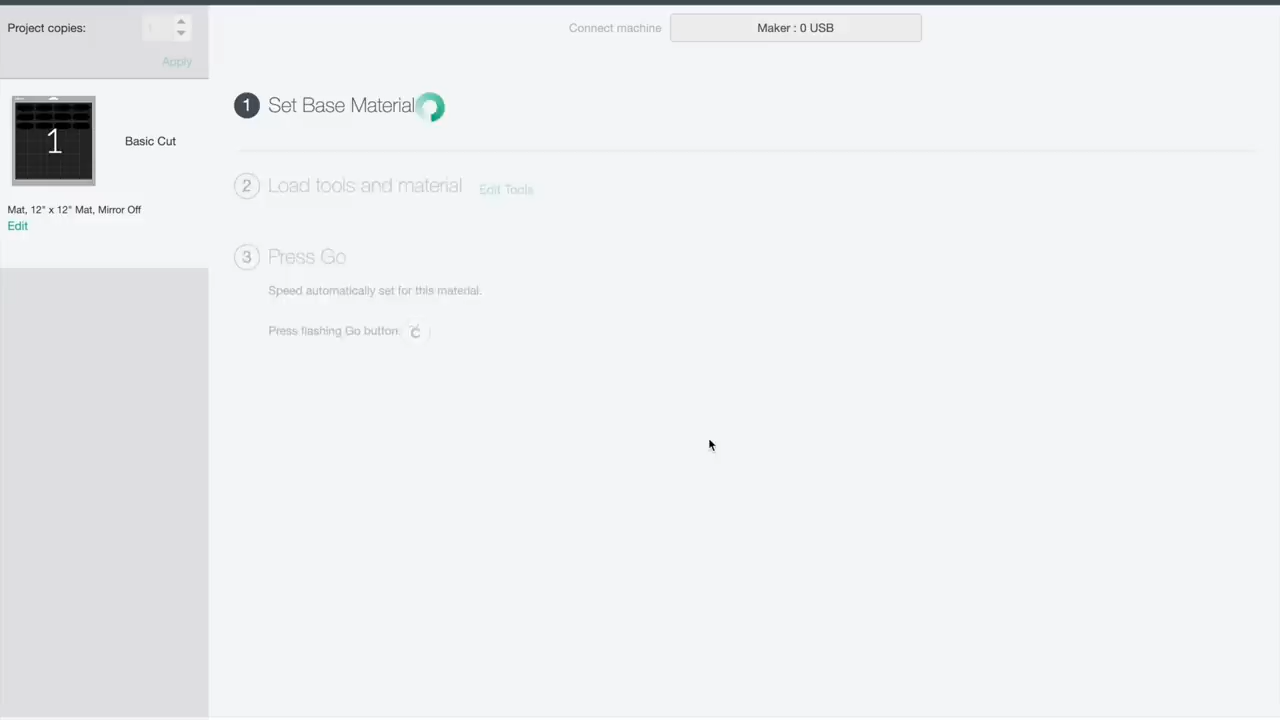 Project copies: 1
Apply
1
Basic Cut
Mat, 12" x 12" Mat, Mirror Off
Edit
Connect machine
Maker : 0 USB
1 Set Base Material
2 Load tools and material
Edit Tools
3 Press Go
Speed automatically set for this material.
Press flashing Go button: